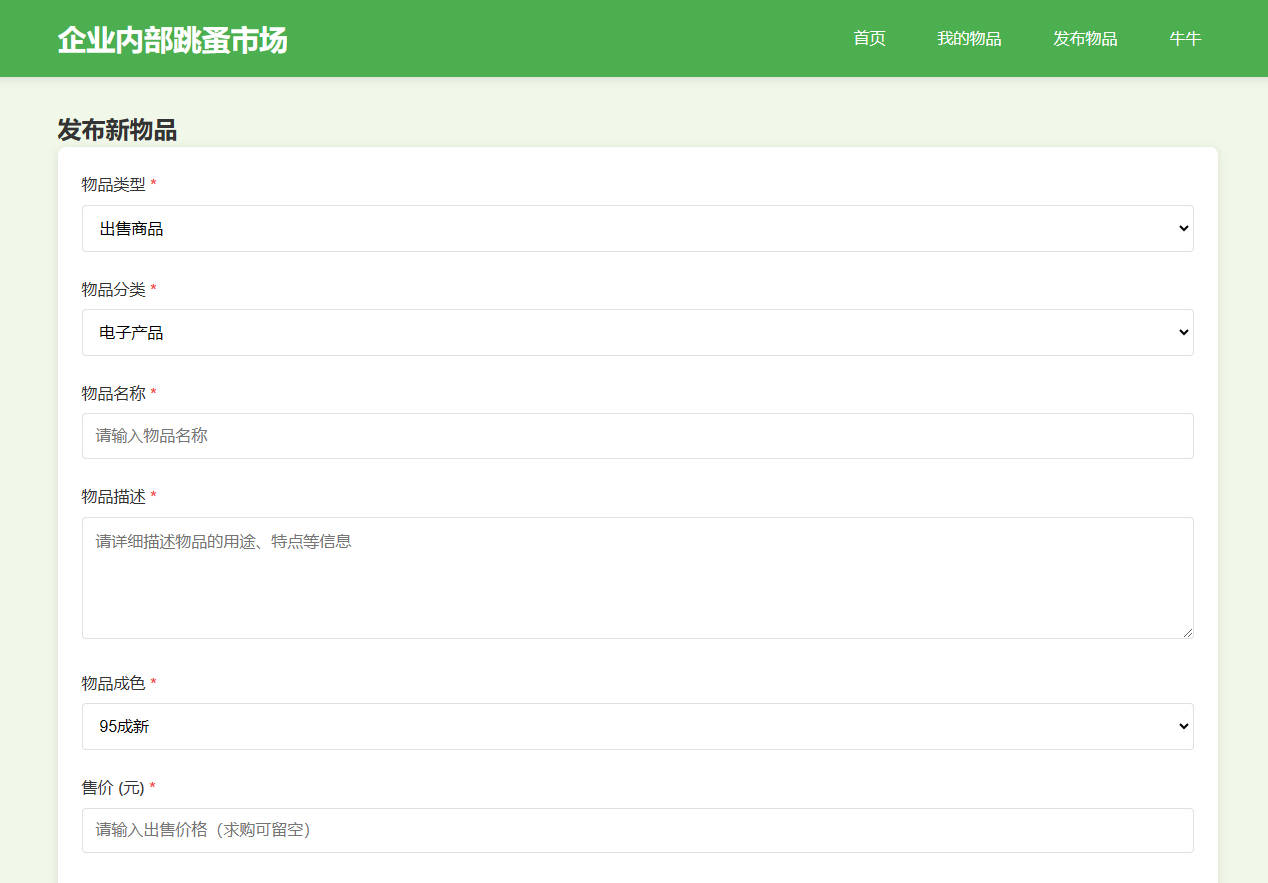 企业内部跳蚤市场
首页 我的物品 发布物品 牛牛
发布新物品
物品类型 *
出售商品
物品分类 *
电子产品
物品名称 *
请输入物品名称
物品描述 *
请详细描述物品的用途、特点等信息
物品成色 *
95成新
售价 (元) *
请输入出售价格（求购可留空）